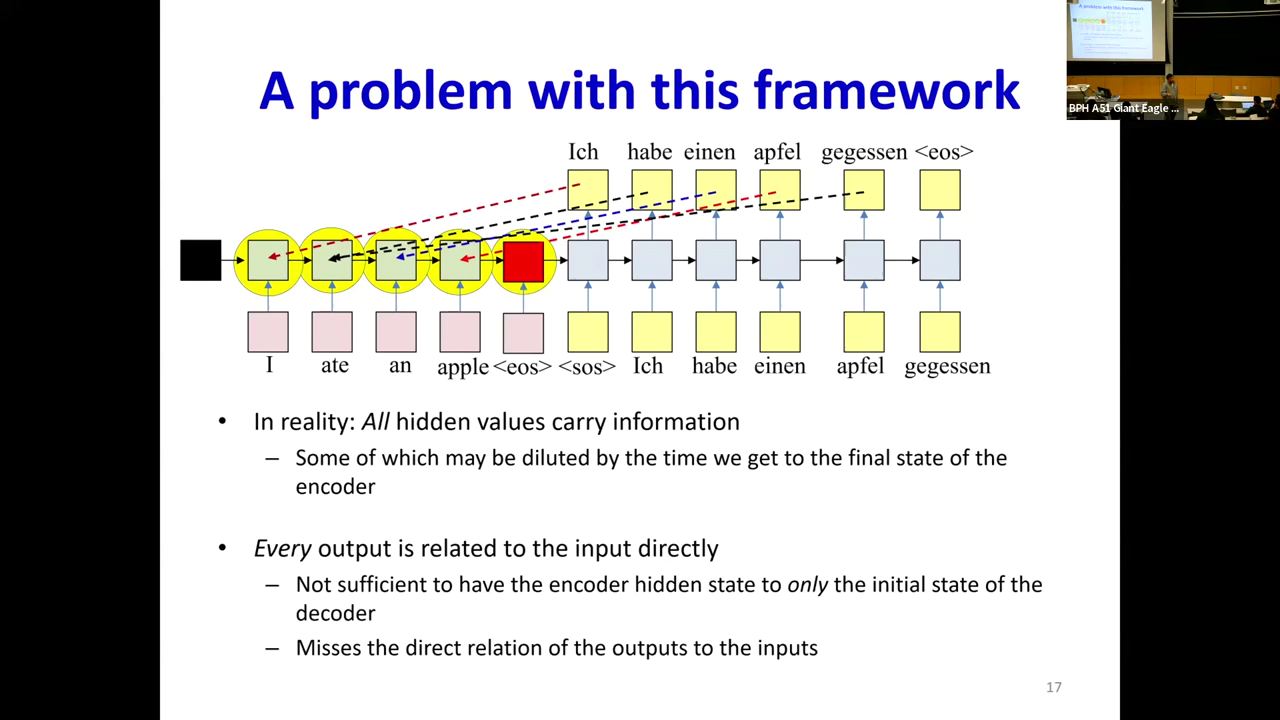 A problem with this framework
BPH A51 Giant Eagle ...
Ich habe einen apfel gegessen <eos>
I ate an apple <eos> <sos> Ich habe einen apfel gegessen
• In reality: All hidden values carry information
– Some of which may be diluted by the time we get to the final state of the
encoder
• Every output is related to the input directly
– Not sufficient to have the encoder hidden state to only the initial state of the
decoder
– Misses the direct relation of the outputs to the inputs
17